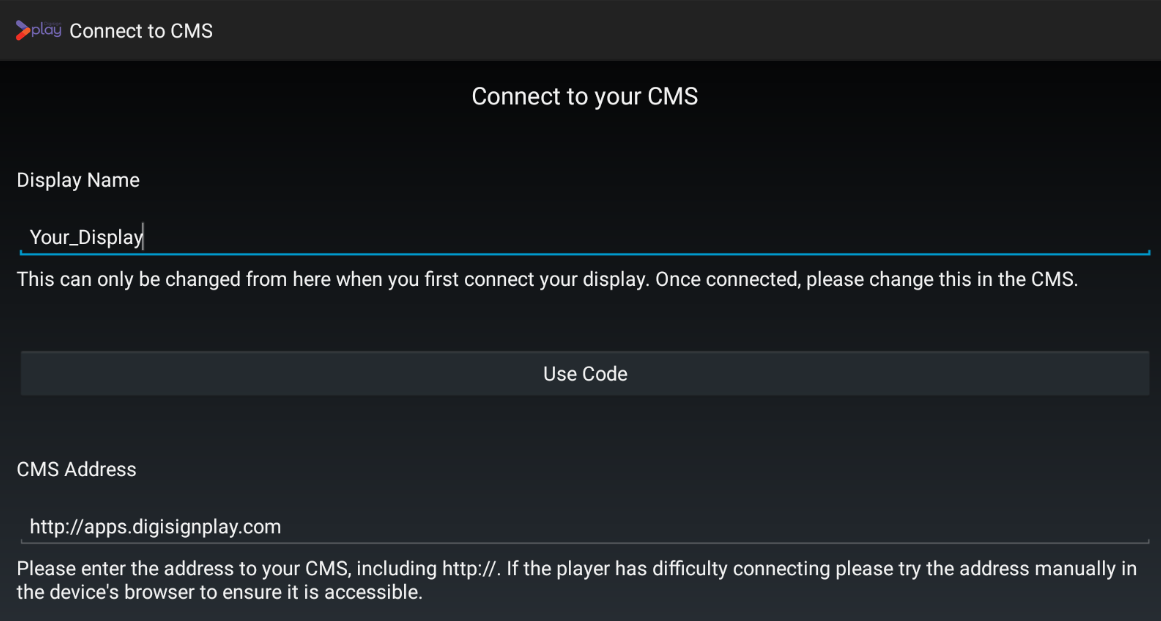 play Connect to CMS
Connect to your CMS
Display Name
Your_Display
This can only be changed from here when you first connect your display. Once connected, please change this in the CMS.
Use Code
CMS Address
http://apps.digisignplay.com
Please enter the address to your CMS, including http://. If the player has difficulty connecting please try the address manually in
the device's browser to ensure it is accessible.